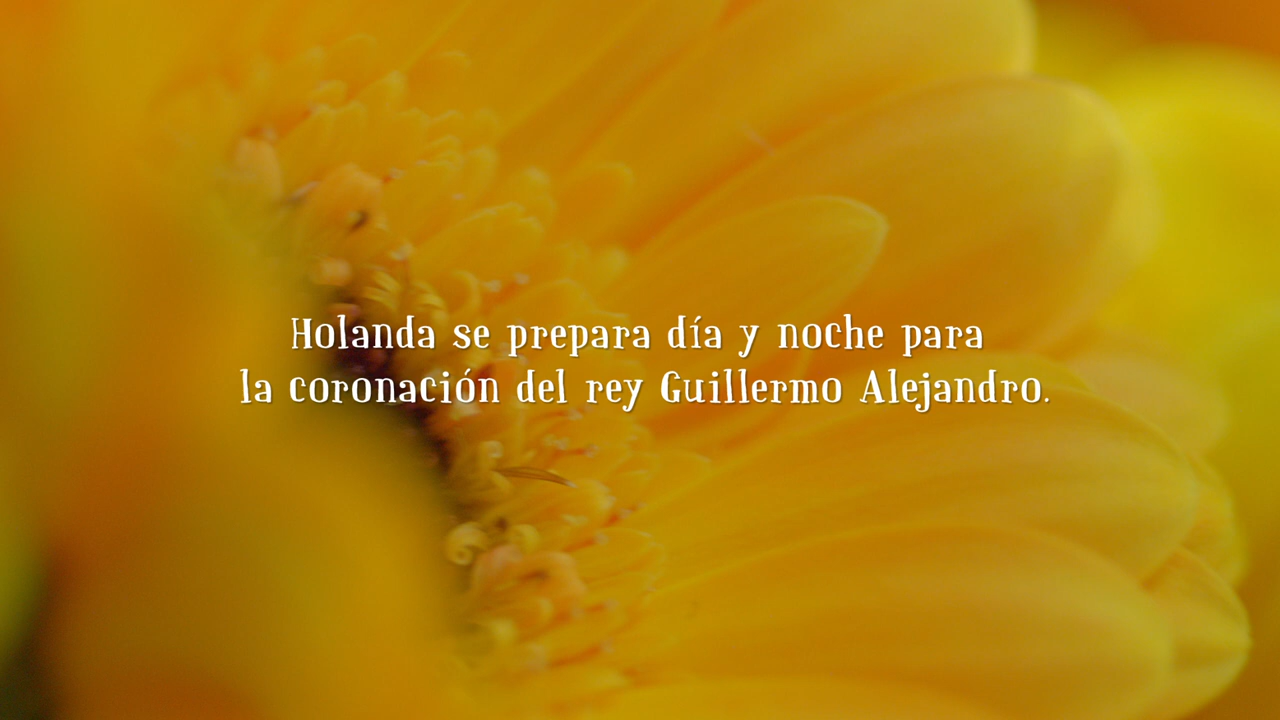 Holanda se prepara día y noche para
la coronación del rey Guillermo Alejandro.